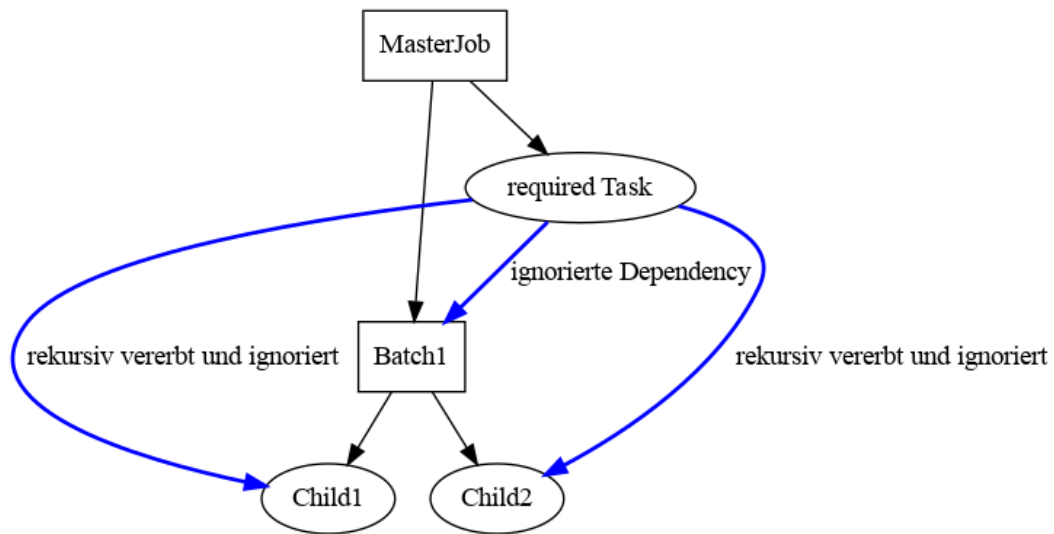 MasterJob
required Task
ignorierte Dependency
rekursiv vererbt und ignoriert
Batch1
rekursiv vererbt und ignoriert
Child1
Child2